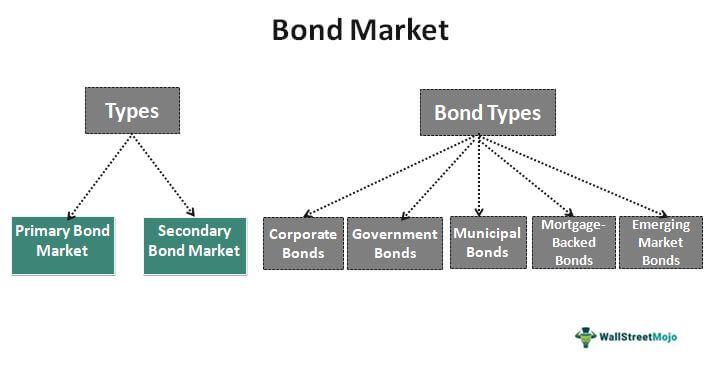 Bond Market
Types
Bond Types
Primary Bond
Market
Secondary
Bond Market
Corporate
Bonds
Government
Bonds
Municipal
Bonds
Mortgage-
Backed
Bonds
Emerging
Market
Bonds
WallStreetMojo